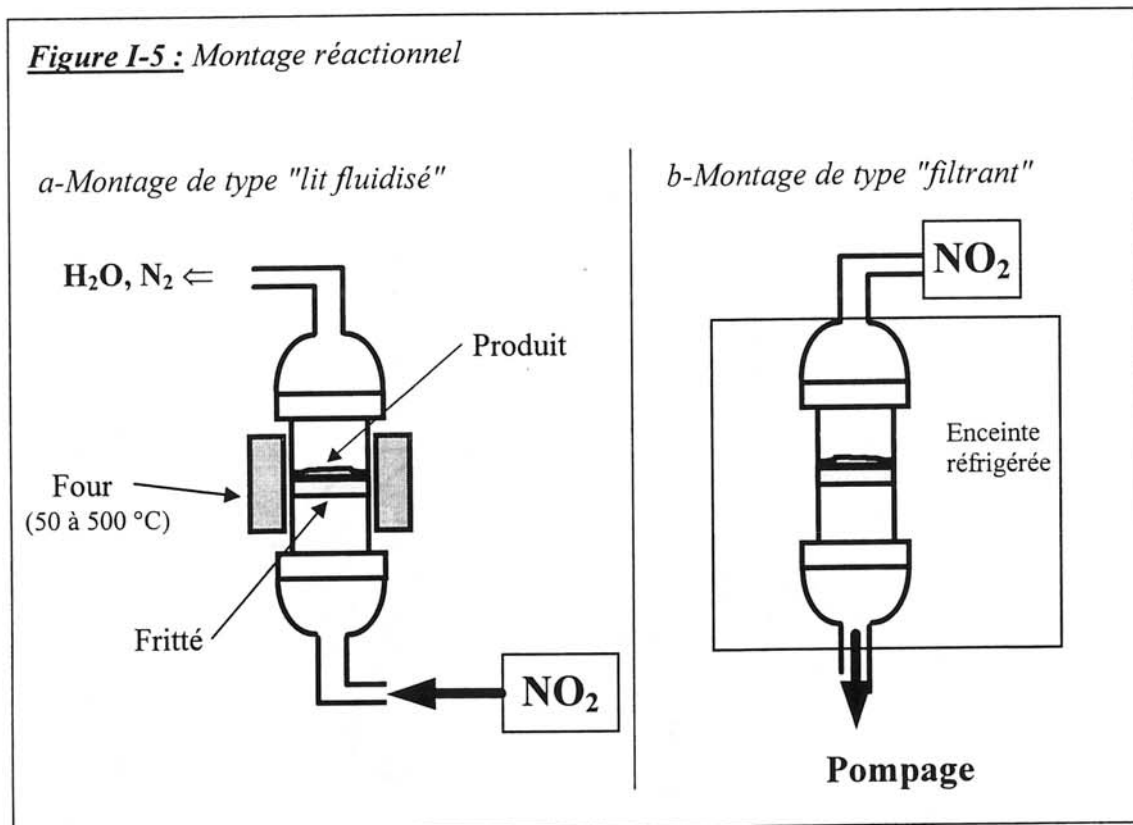 Figure I-5 : Montage réactionnel
a-Montage de type "lit fluidisé"
H₂O, N₂ ⇐
Produit
Four
(50 à 500 °C)
Fritté
NO₂
b-Montage de type "filtrant"
NO₂
Enceinte
réfrigérée
Pompage